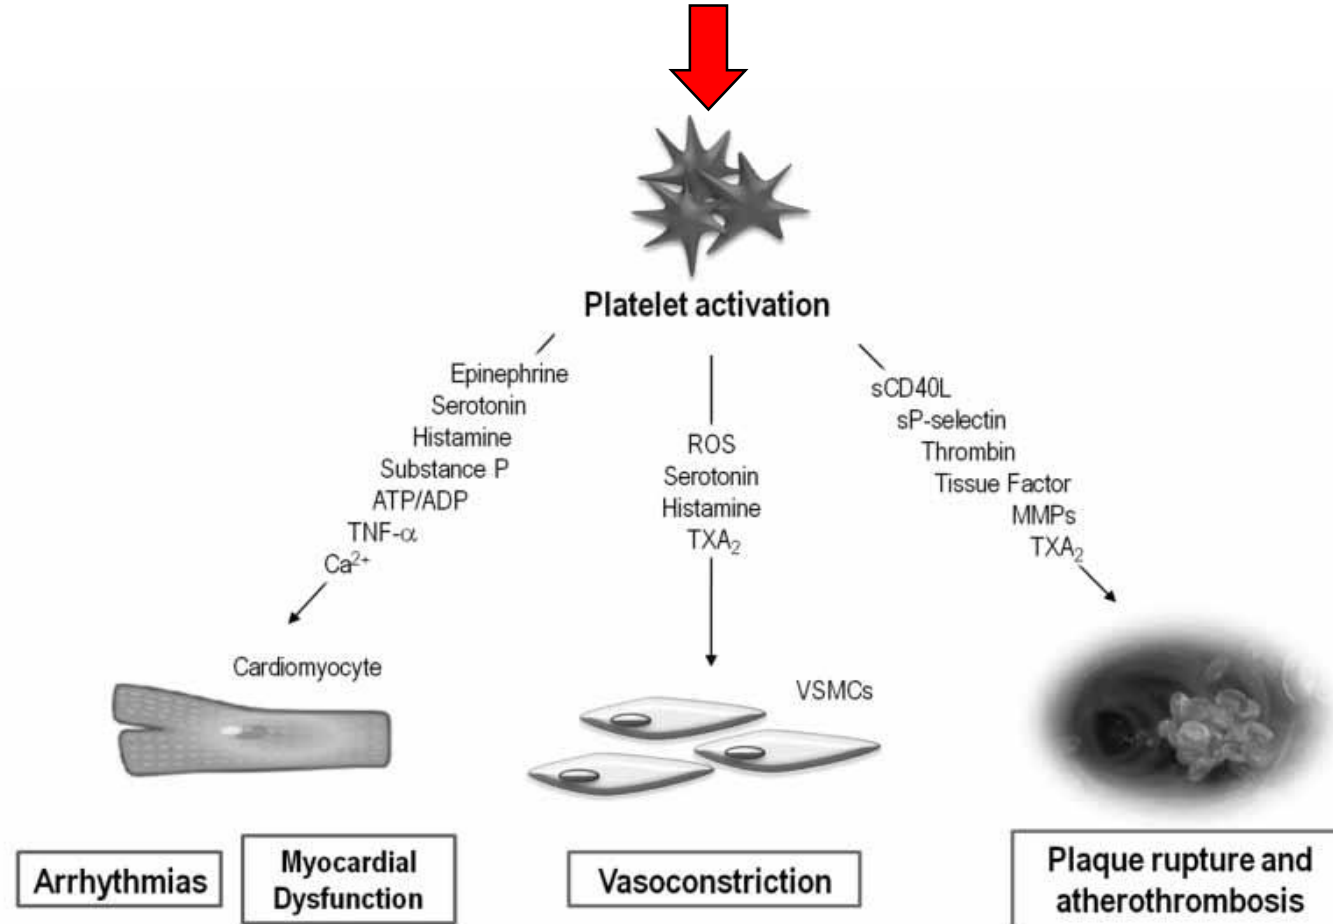 Platelet activation
Epinephrine
Serotonin
Histamine
Substance P
ATP/ADP
TNF-α
Ca²⁺
ROS
Serotonin
Histamine
TXA₂
sCD40L
sP-selectin
Thrombin
Tissue Factor
MMPs
TXA₂
Cardiomyocyte
VSMCs
Arrhythmias
Myocardial
Dysfunction
Vasoconstriction
Plaque rupture and
atherothrombosis